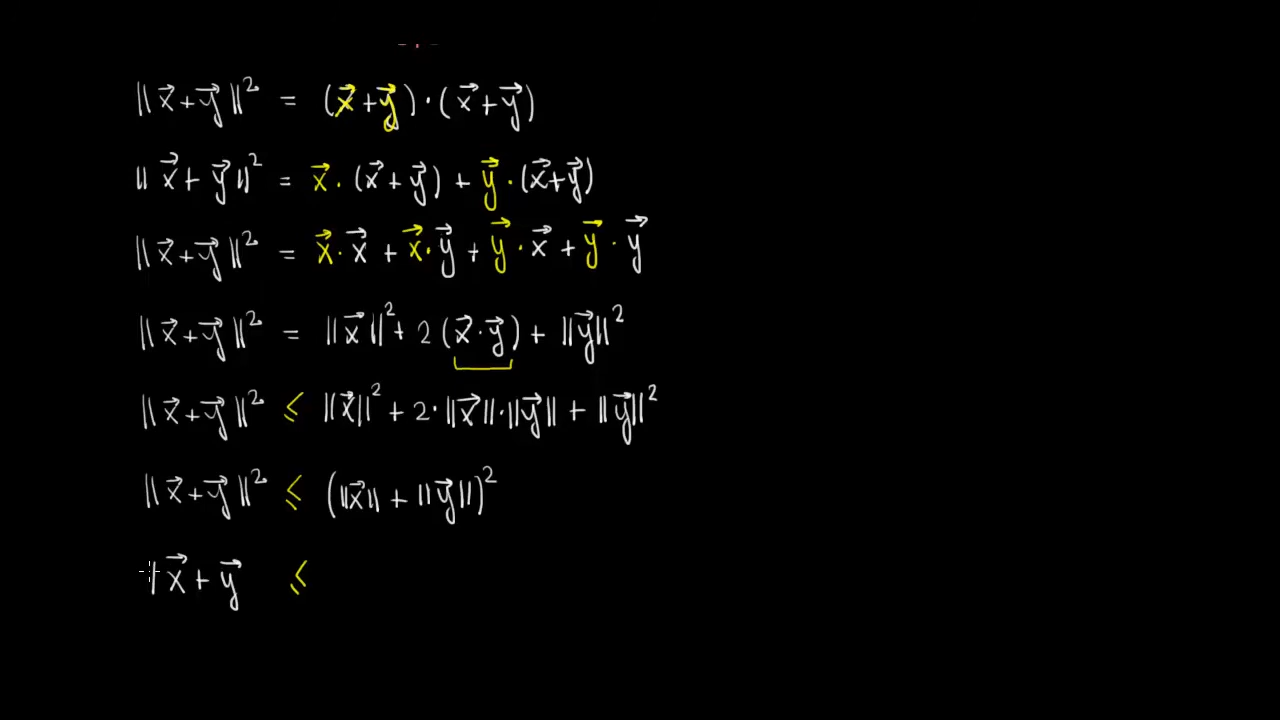 ‖x⃗+y⃗‖² = (x⃗+y⃗)·(x⃗+y⃗)
‖x⃗+y⃗‖² = x⃗·(x⃗+y⃗) + y⃗·(x⃗+y⃗)
‖x⃗+y⃗‖² = x⃗·x⃗ + x⃗·y⃗ + y⃗·x⃗ + y⃗·y⃗
‖x⃗+y⃗‖² = ‖x⃗‖² + 2(x⃗·y⃗) + ‖y⃗‖²
‖x⃗+y⃗‖² ≤ ‖x⃗‖² + 2·‖x⃗‖·‖y⃗‖ + ‖y⃗‖²
‖x⃗+y⃗‖² ≤ (‖x⃗‖ + ‖y⃗‖)²
|x⃗+y⃗ ≤